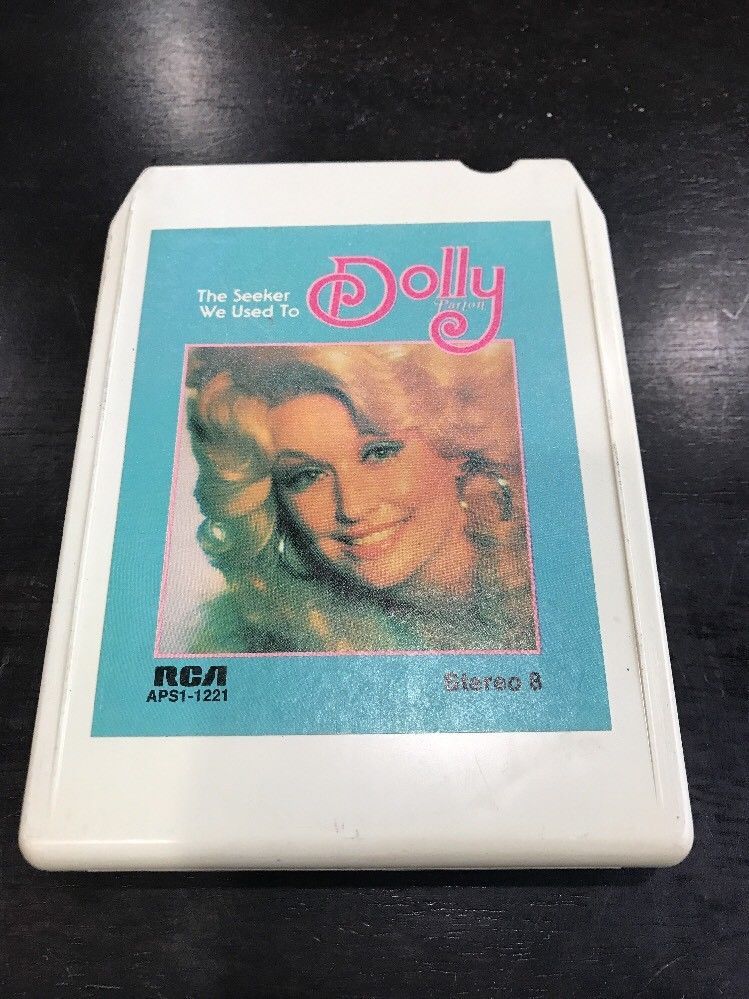 The Seeker
We Used To
Dolly
Parton
RCA
APS1-1221
Stereo 8